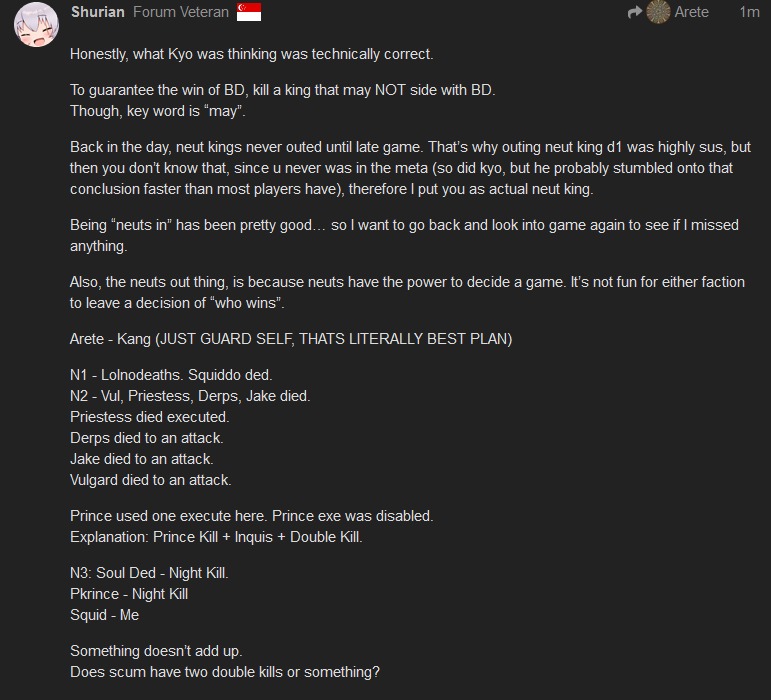 Shurian Forum Veteran Arete 1m
Honestly, what Kyo was thinking was technically correct.
To guarantee the win of BD, kill a king that may NOT side with BD.
Though, key word is “may”.
Back in the day, neut kings never outed until late game. That’s why outing neut king d1 was highly sus, but
then you don’t know that, since u never was in the meta (so did kyo, but he probably stumbled onto that
conclusion faster than most players have), therefore I put you as actual neut king.
Being “neuts in” has been pretty good… so I want to go back and look into game again to see if I missed
anything.
Also, the neuts out thing, is because neuts have the power to decide a game. It’s not fun for either faction
to leave a decision of “who wins”.
Arete - Kang (JUST GUARD SELF, THATS LITERALLY BEST PLAN)
N1 - Lolnodeaths. Squiddo ded.
N2 - Vul, Priestess, Derps, Jake died.
Priestess died executed.
Derps died to an attack.
Jake died to an attack.
Vulgard died to an attack.
Prince used one execute here. Prince exe was disabled.
Explanation: Prince Kill + Inquis + Double Kill.
N3: Soul Ded - Night Kill.
Pkrince - Night Kill
Squid - Me
Something doesn’t add up.
Does scum have two double kills or something?